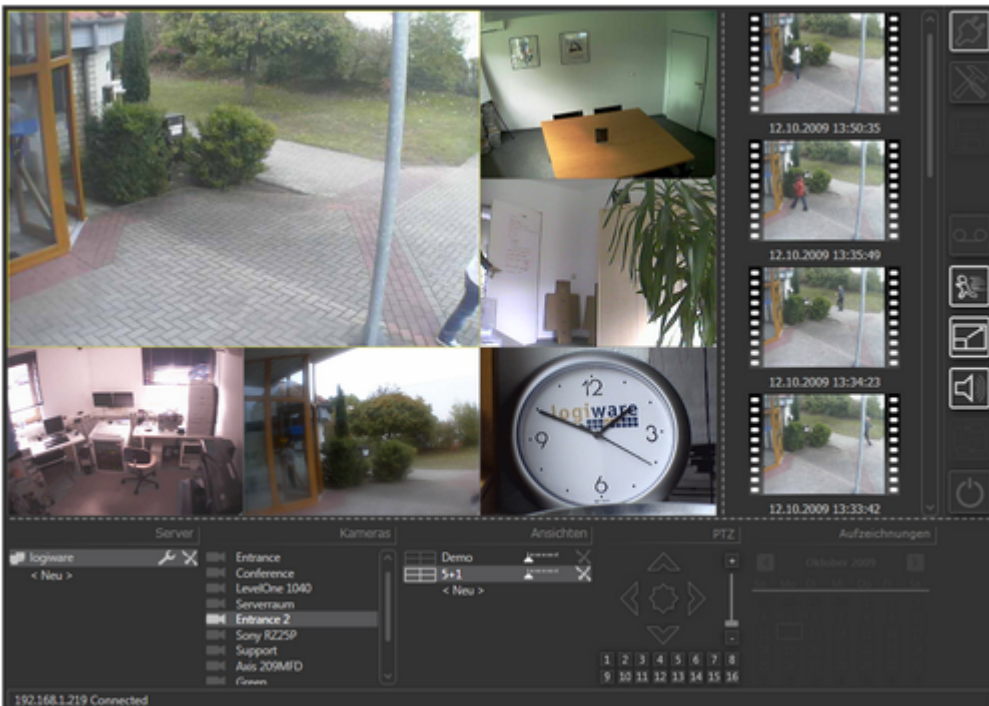 12.10.2009 13:50:35
12.10.2009 13:35:49
12.10.2009 13:34:23
12.10.2009 13:33:42
12
logiware
9
3
6
Server
logiware
< Neu >
Kameras
Entrance
Conference
LevelOne 1040
Serverraum
Entrance 2
Sony RZ25P
Support
Axis 209MFD
Green
Ansichten
Demo
5+1
< Neu >
PTZ
+
-
1 2 3 4 5 6 7 8
9 10 11 12 13 14 15 16
Aufzeichnungen
Oktober 2009
192.168.1.219 Connected